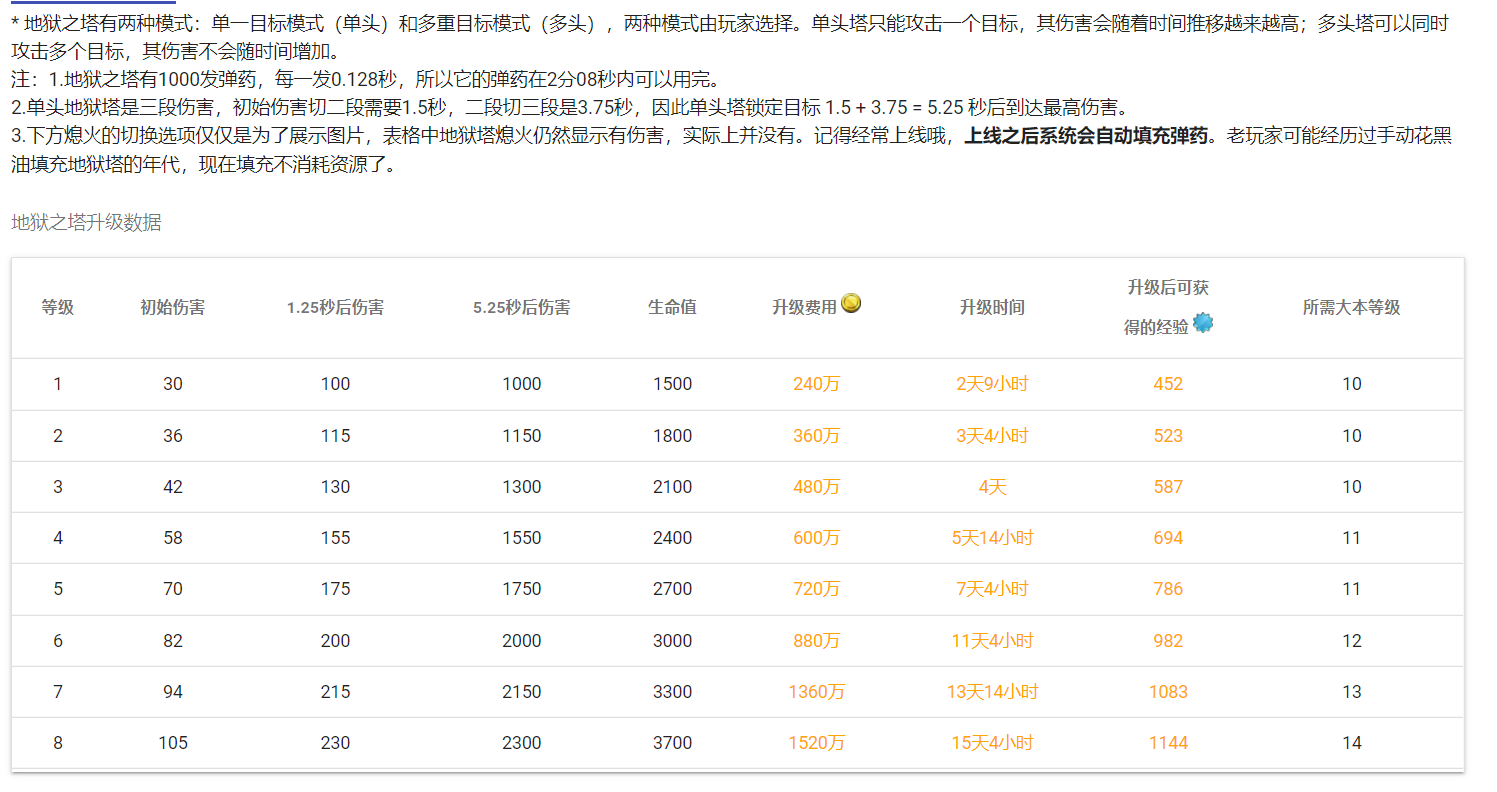 * 地狱之塔有两种模式：单一目标模式（单头）和多重目标模式（多头），两种模式由玩家选择。单头塔只能攻击一个目标，其伤害会随着时间推移越来越高；多头塔可以同时
攻击多个目标，其伤害不会随时间增加。
注：1.地狱之塔有1000发弹药，每一发0.128秒，所以它的弹药在2分08秒内可以用完。
2.单头地狱塔是三段伤害，初始伤害切二段需要1.5秒，二段切三段是3.75秒，因此单头塔锁定目标 1.5 + 3.75 = 5.25 秒后到达最高伤害。
3.下方熄火的切换选项仅仅是为了展示图片，表格中地狱塔熄火仍然显示有伤害，实际上并没有。记得经常上线哦，上线之后系统会自动填充弹药。老玩家可能经历过手动花黑
油填充地狱塔的年代，现在填充不消耗资源了。
地狱之塔升级数据
等级 初始伤害 1.25秒后伤害 5.25秒后伤害 生命值 升级费用 升级时间 升级后可获 所需大本等级
得的经验
1 30 100 1000 1500 240万 2天9小时 452 10
2 36 115 1150 1800 360万 3天4小时 523 10
3 42 130 1300 2100 480万 4天 587 10
4 58 155 1550 2400 600万 5天14小时 694 11
5 70 175 1750 2700 720万 7天4小时 786 11
6 82 200 2000 3000 880万 11天4小时 982 12
7 94 215 2150 3300 1360万 13天14小时 1083 13
8 105 230 2300 3700 1520万 15天4小时 1144 14